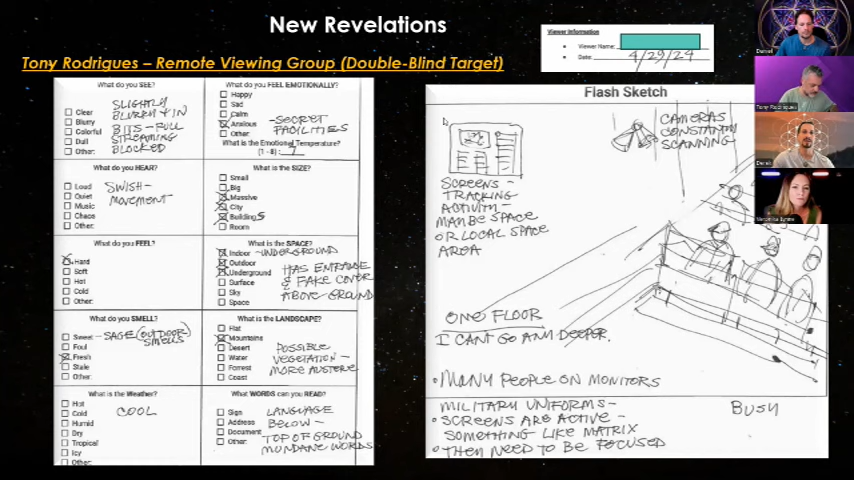 New Revelations
Tony Rodrigues – Remote Viewing Group (Double-Blind Target)
Viewer Information
Viewer Name:
Date: 4/29/24
What do you SEE?
Clear
Blurry
Colorful
Dull
Other:
SLIGHTLY
BLURRY + IN
BITS - FULL
STREAMING
BLOCKED
What do you HEAR?
Loud
Quiet
Music
Chaos
Other:
SWISH-
MOVEMENT
What do you FEEL?
Hard
Soft
Hot
Cold
Other:
What do you SMELL?
Sweet
Foul
Fresh
Stale
Other:
SAGE (OUTDOOR
SMELLS)
What is the Weather?
Hot
Cold
Humid
Dry
Tropical
Icy
Other:
COOL
What do you FEEL EMOTIONALLY?
Happy
Sad
Calm
Anxious
Other:
-SECRET
FACILITIES
What is the Emotional Temperature?
(1 - 8):
What is the SIZE?
Small
Big
Massive
City
Buildings
Room
What is the SPACE?
Indoor -UNDERGROUND
Outdoor
Underground
Surface
Sky
Space
HAS ENTRANCE
& FAKE COVER
ABOVE GROUND
What is the LANDSCAPE?
Flat
Mountains
Desert
Water
Forrest
Coast
POSSIBLE
VEGETATION-
MORE AUSTERE
What WORDS can you READ?
Sign
Address
Document
Other:
LANGUAGE
BELOW-
TOP OF GROUND
MUNDANE WORDS
Flash Sketch
CAMERAS
CONSTANTLY
SCANNING
SCREENS-
TRACKING
ACTIVITY-
MAYBE SPACE
OR LOCAL SPACE
AREA
ONE FLOOR
I CANT GO ANY DEEPER.
• MANY PEOPLE ON MONITORS
MILITARY UNIFORMS-
• SCREENS ARE ACTIVE-
SOMETHING LIKE MATRIX
• THEY NEED TO BE FOCUSED
BUSY
Daniel
Tony Rodrigues
Derek